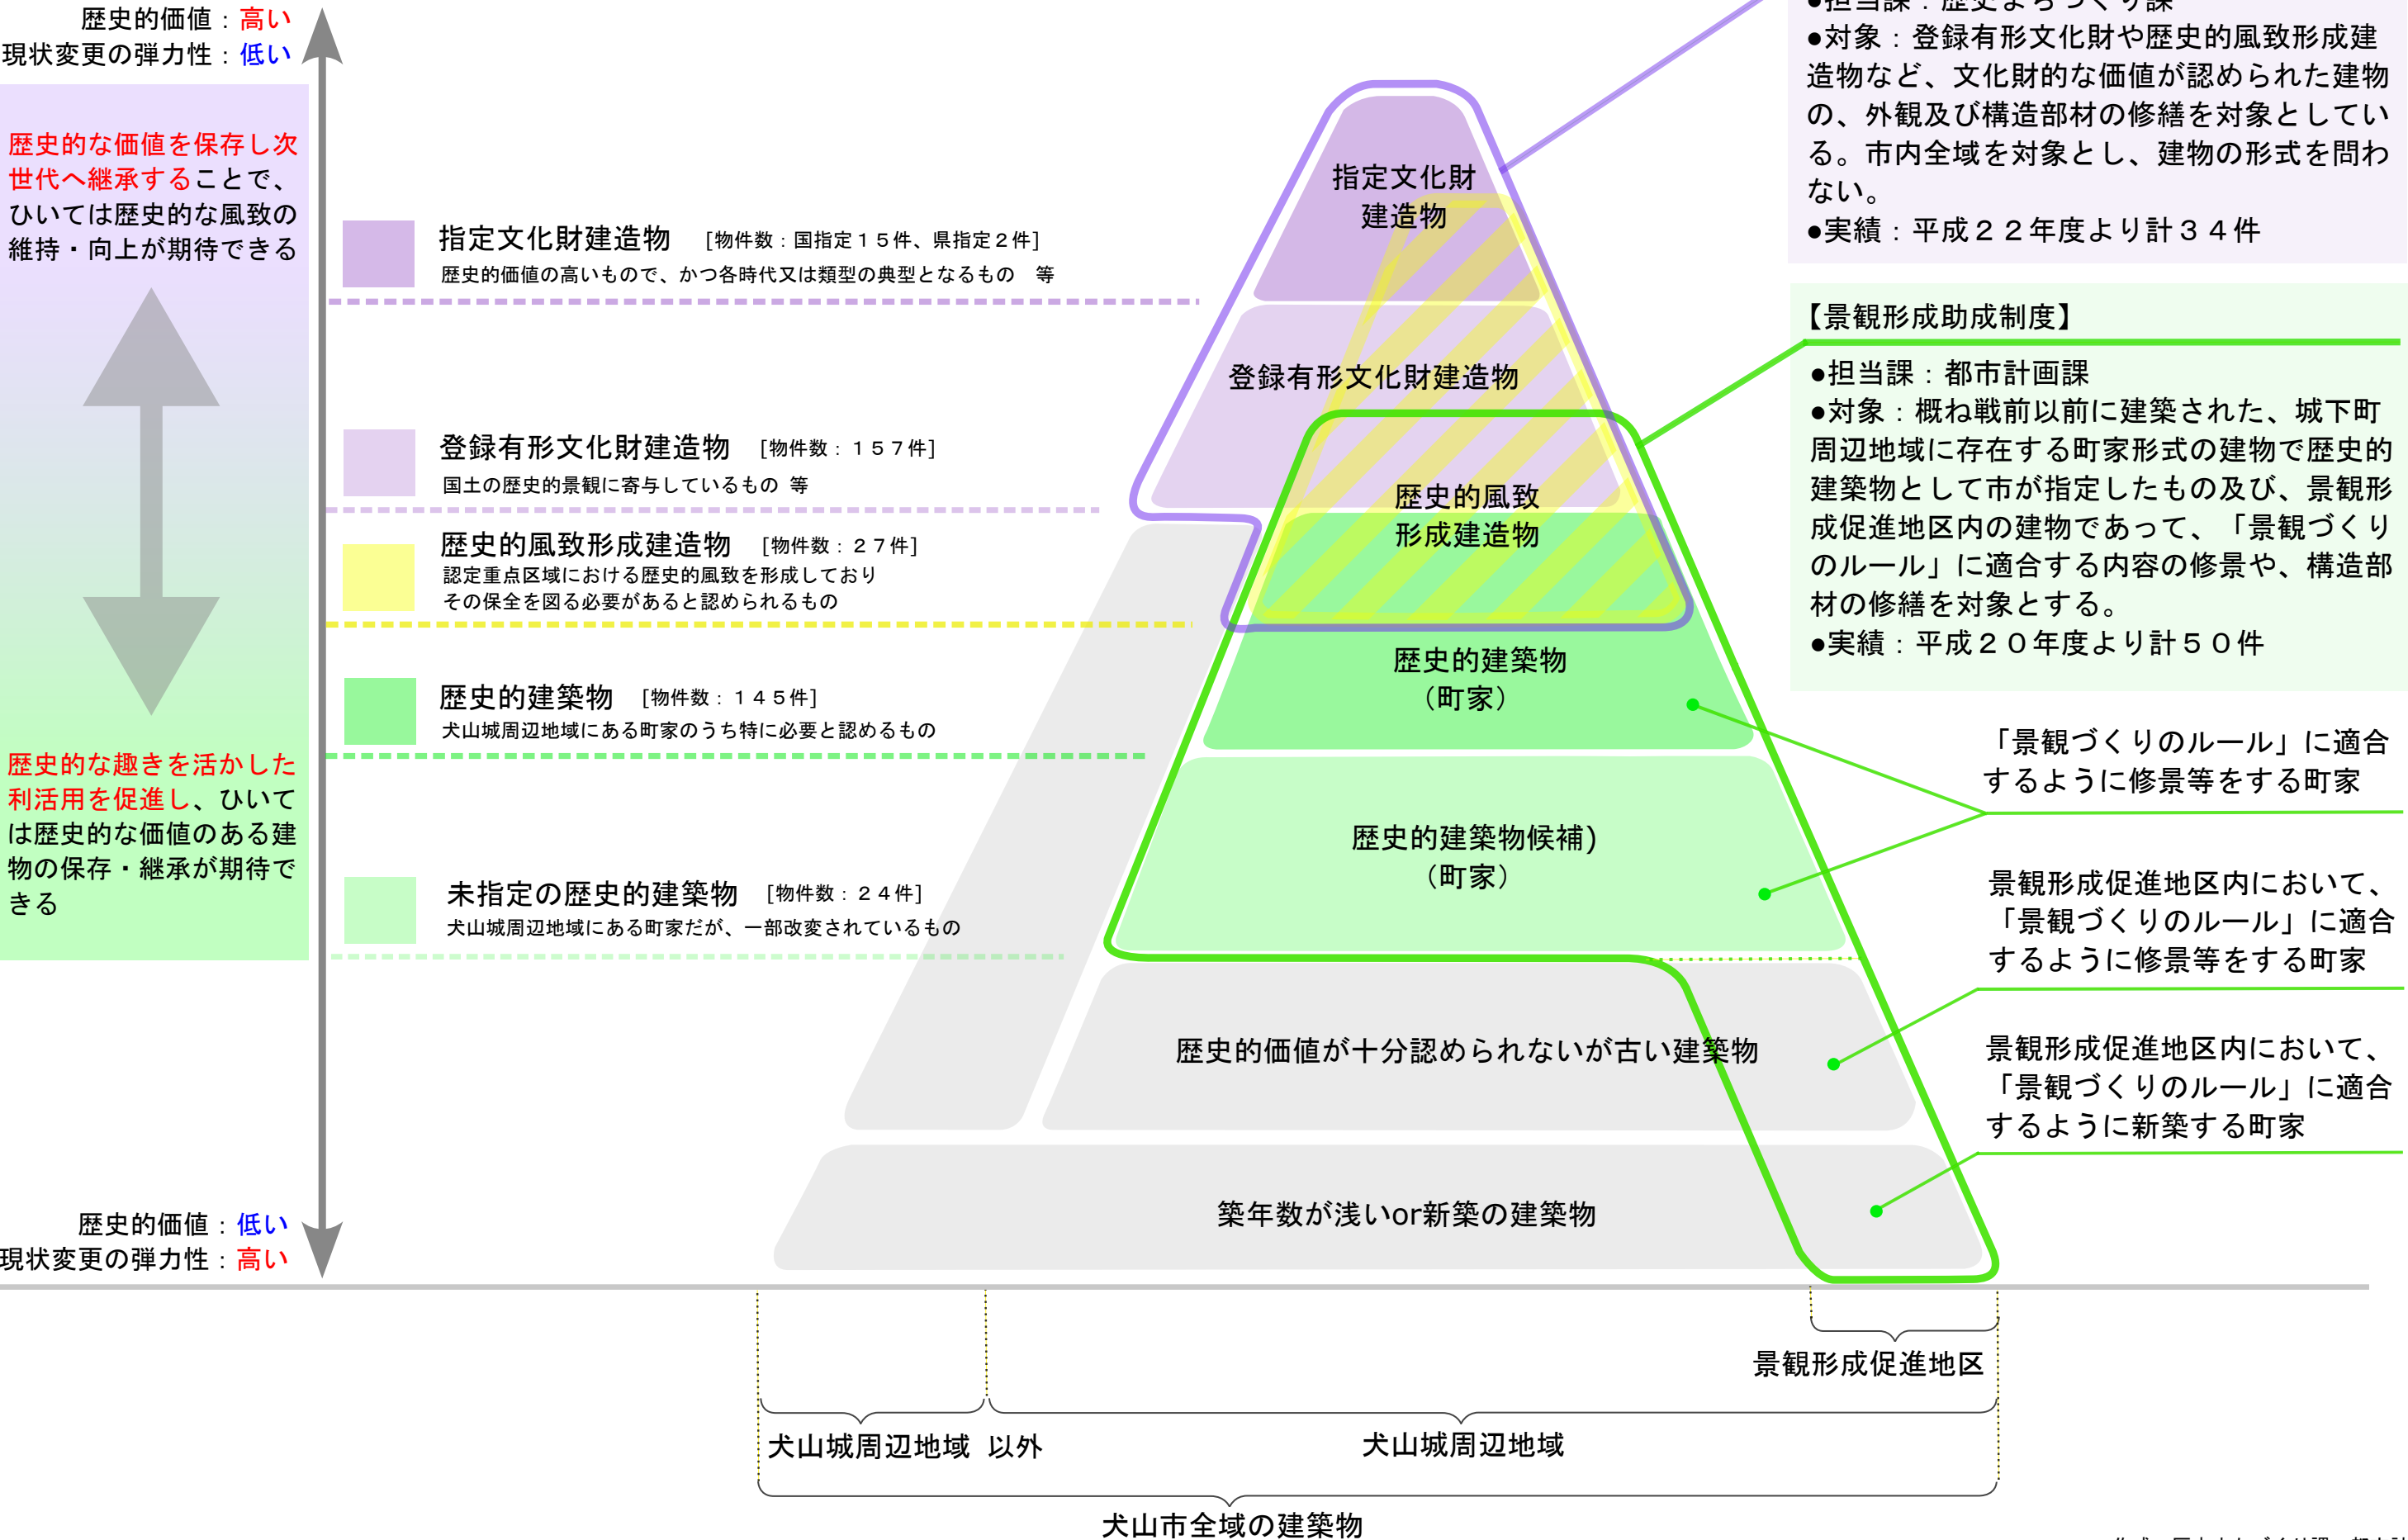 歴史的価値：高い
現状変更の弾力性：低い
歴史的な価値を保存し次
世代へ継承することで、
ひいては歴史的な風致の
維持・向上が期待できる
歴史的な趣きを活かした
利活用を促進し、ひいて
は歴史的な価値のある建
物の保存・継承が期待で
きる
歴史的価値：低い
現状変更の弾力性：高い
指定文化財建造物 [物件数：国指定１５件、県指定２件]
歴史的価値の高いもので、かつ各時代又は類型の典型となるもの　等
登録有形文化財建造物 [物件数：１５７件]
国土の歴史的景観に寄与しているもの 等
歴史的風致形成建造物 [物件数：２７件]
認定重点区域における歴史的風致を形成しており
その保全を図る必要があると認められるもの
歴史的建築物 [物件数：１４５件]
犬山城周辺地域にある町家のうち特に必要と認めるもの
未指定の歴史的建築物 [物件数：２４件]
犬山城周辺地域にある町家だが、一部改変されているもの
指定文化財
建造物
登録有形文化財建造物
歴史的風致
形成建造物
歴史的建築物
（町家）
歴史的建築物候補)
（町家）
歴史的価値が十分認められないが古い建築物
築年数が浅いor新築の建築物
●担当課：歴史まちづくり課
●対象：登録有形文化財や歴史的風致形成建
造物など、文化財的な価値が認められた建物
の、外観及び構造部材の修繕を対象としてい
る。市内全域を対象とし、建物の形式を問わ
ない。
●実績：平成２２年度より計３４件
【景観形成助成制度】
●担当課：都市計画課
●対象：概ね戦前以前に建築された、城下町
周辺地域に存在する町家形式の建物で歴史的
建築物として市が指定したもの及び、景観形
成促進地区内の建物であって、「景観づくり
のルール」に適合する内容の修景や、構造部
材の修繕を対象とする。
●実績：平成２０年度より計５０件
「景観づくりのルール」に適合
するように修景等をする町家
景観形成促進地区内において、
「景観づくりのルール」に適合
するように修景等をする町家
景観形成促進地区内において、
「景観づくりのルール」に適合
するように新築する町家
景観形成促進地区
犬山城周辺地域 以外
犬山城周辺地域
犬山市全域の建築物